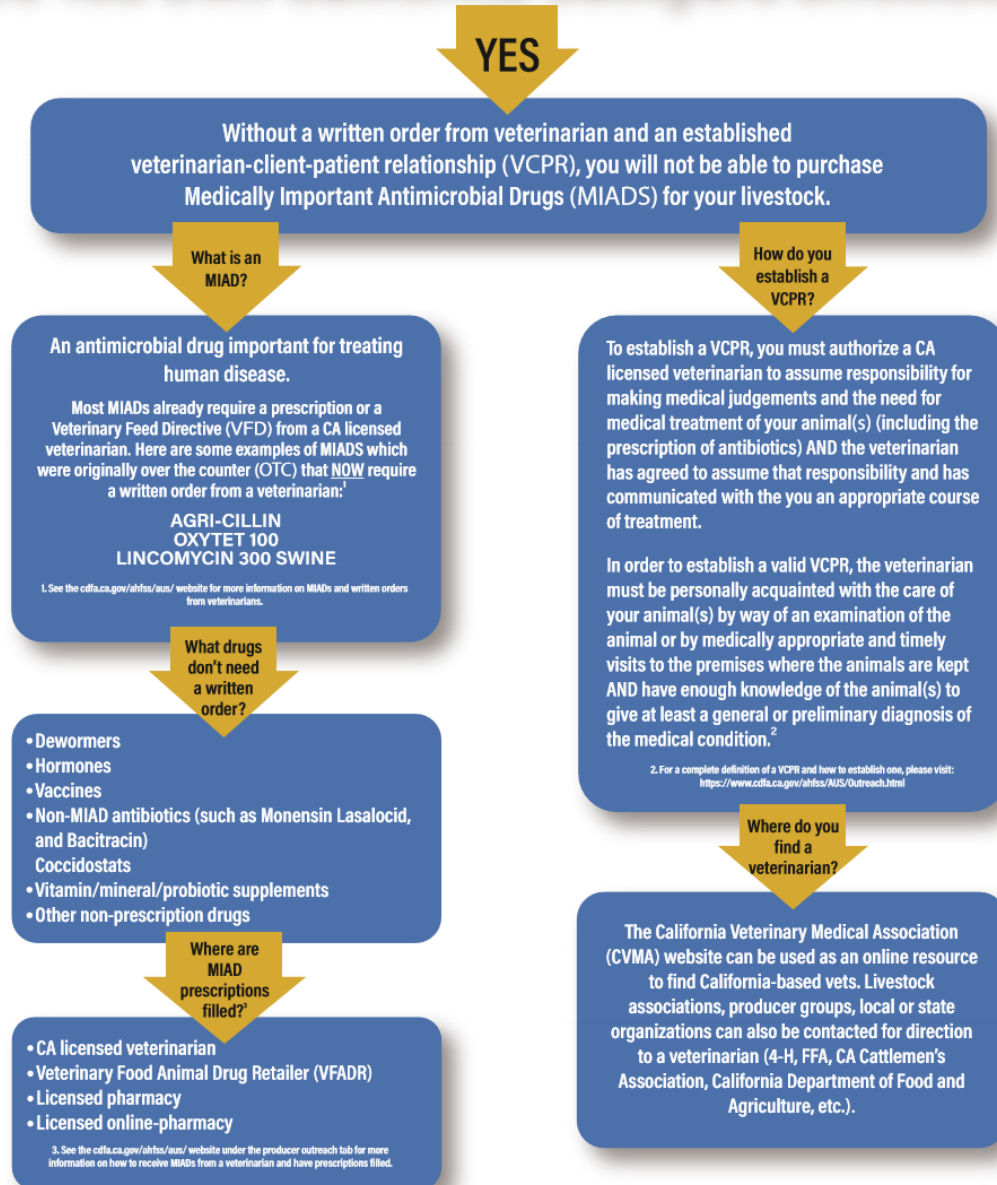 YES
Without a written order from veterinarian and an established
veterinarian-client-patient relationship (VCPR), you will not be able to purchase
Medically Important Antimicrobial Drugs (MIADS) for your livestock.
What is an
MIAD?
An antimicrobial drug important for treating
human disease.
Most MIADs already require a prescription or a
Veterinary Feed Directive (VFD) from a CA licensed
veterinarian. Here are some examples of MIADS which
were originally over the counter (OTC) that NOW require
a written order from a veterinarian:¹
AGRI-CILLIN
OXYTET 100
LINCOMYCIN 300 SWINE
1. See the cdfa.ca.gov/ahfss/aus/ website for more information on MIADs and written orders
from veterinarians.
What drugs
don't need
a written
order?
• Dewormers
• Hormones
• Vaccines
• Non-MIAD antibiotics (such as Monensin Lasalocid,
and Bacitracin)
Coccidostats
• Vitamin/mineral/probiotic supplements
• Other non-prescription drugs
Where are
MIAD
prescriptions
filled?³
• CA licensed veterinarian
• Veterinary Food Animal Drug Retailer (VFADR)
• Licensed pharmacy
• Licensed online-pharmacy
3. See the cdfa.ca.gov/ahfss/aus/ website under the producer outreach tab for more
information on how to receive MIADs from a veterinarian and have prescriptions filled.
How do you
establish a
VCPR?
To establish a VCPR, you must authorize a CA
licensed veterinarian to assume responsibility for
making medical judgements and the need for
medical treatment of your animal(s) (including the
prescription of antibiotics) AND the veterinarian
has agreed to assume that responsibility and has
communicated with the you an appropriate course
of treatment.
In order to establish a valid VCPR, the veterinarian
must be personally acquainted with the care of
your animal(s) by way of an examination of the
animal or by medically appropriate and timely
visits to the premises where the animals are kept
AND have enough knowledge of the animal(s) to
give at least a general or preliminary diagnosis of
the medical condition.²
2. For a complete definition of a VCPR and how to establish one, please visit:
https://www.cdfa.ca.gov/ahfss/AUS/Outreach.html
Where do you
find a
veterinarian?
The California Veterinary Medical Association
(CVMA) website can be used as an online resource
to find California-based vets. Livestock
associations, producer groups, local or state
organizations can also be contacted for direction
to a veterinarian (4-H, FFA, CA Cattlemen's
Association, California Department of Food and
Agriculture, etc.).